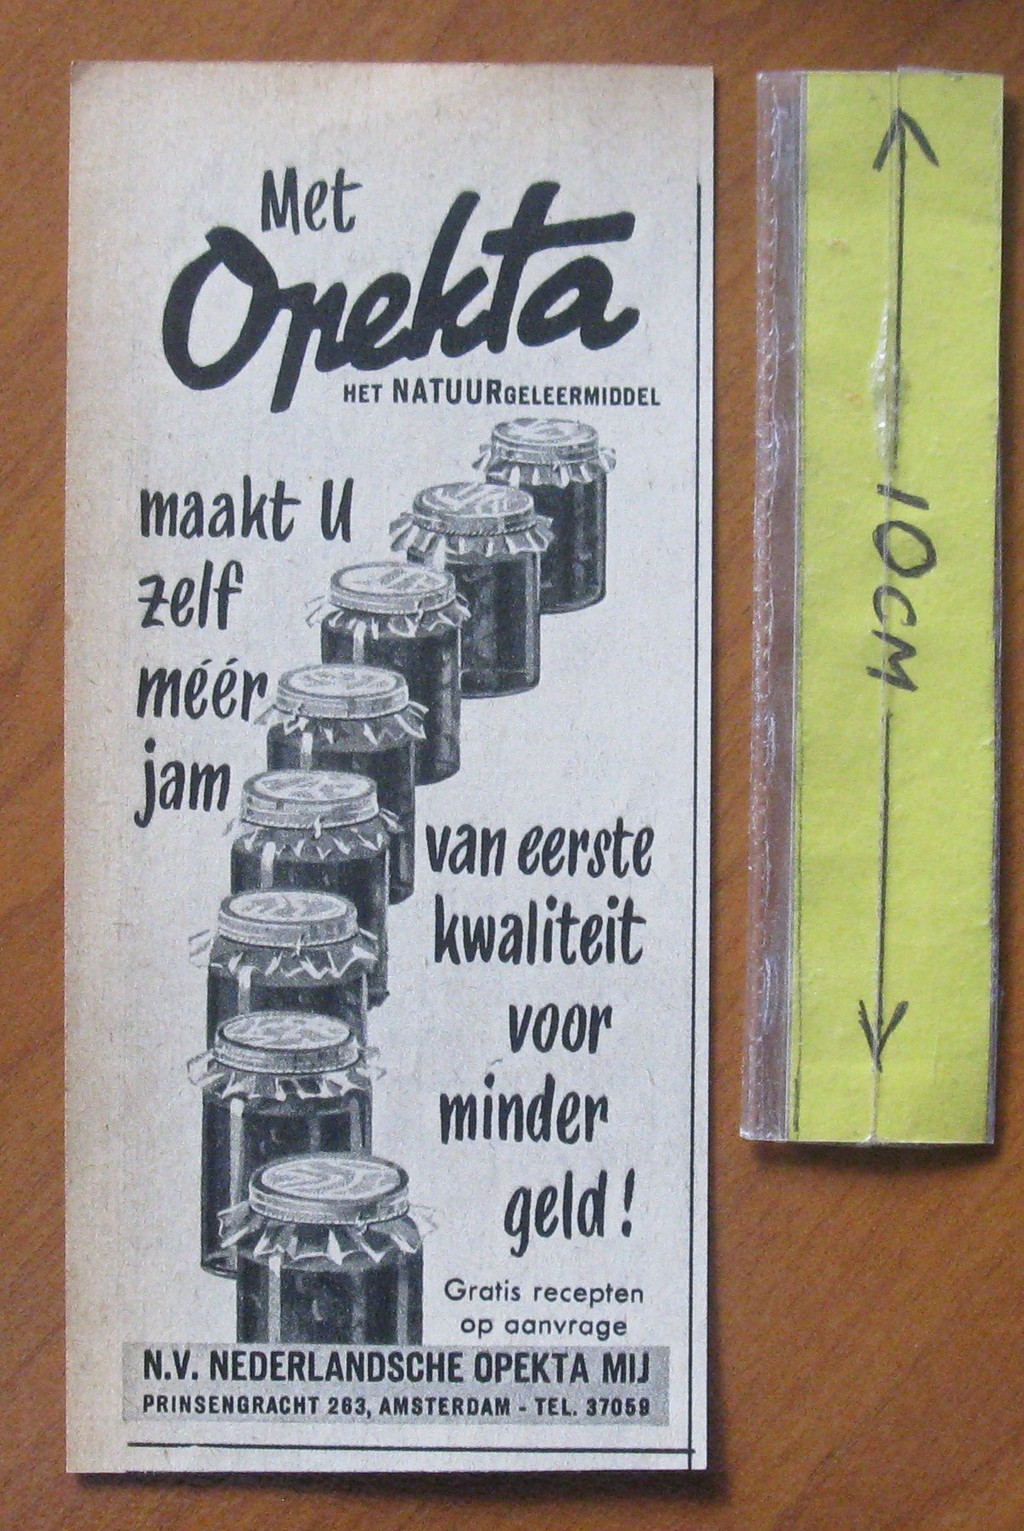 Met
Opekta
HET NATUURGELEERMIDDEL
maakt U
zelf
méér
jam
van eerste
kwaliteit
voor
minder
geld!
Gratis recepten
op aanvrage
N.V. NEDERLANDSCHE OPEKTA MIJ
PRINSENGRACHT 263, AMSTERDAM - TEL. 37059
10CM